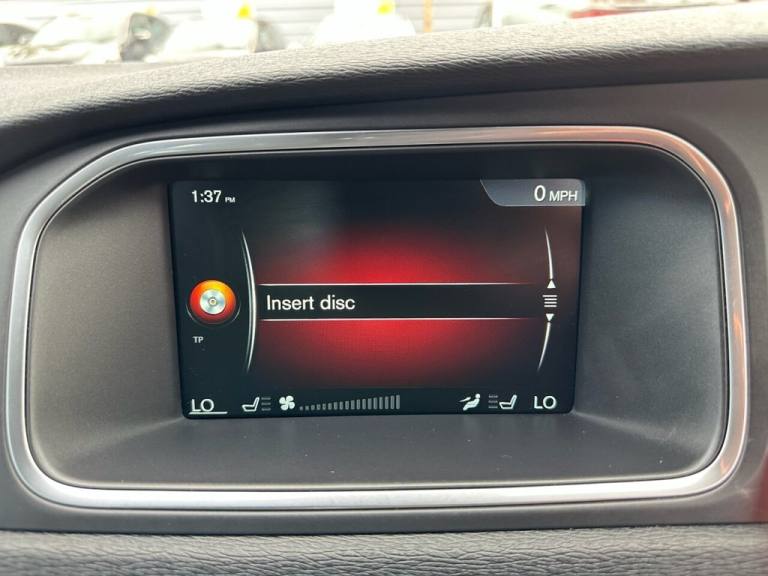 1:37 PM
0 MPH
Insert disc
TP
LO
LO